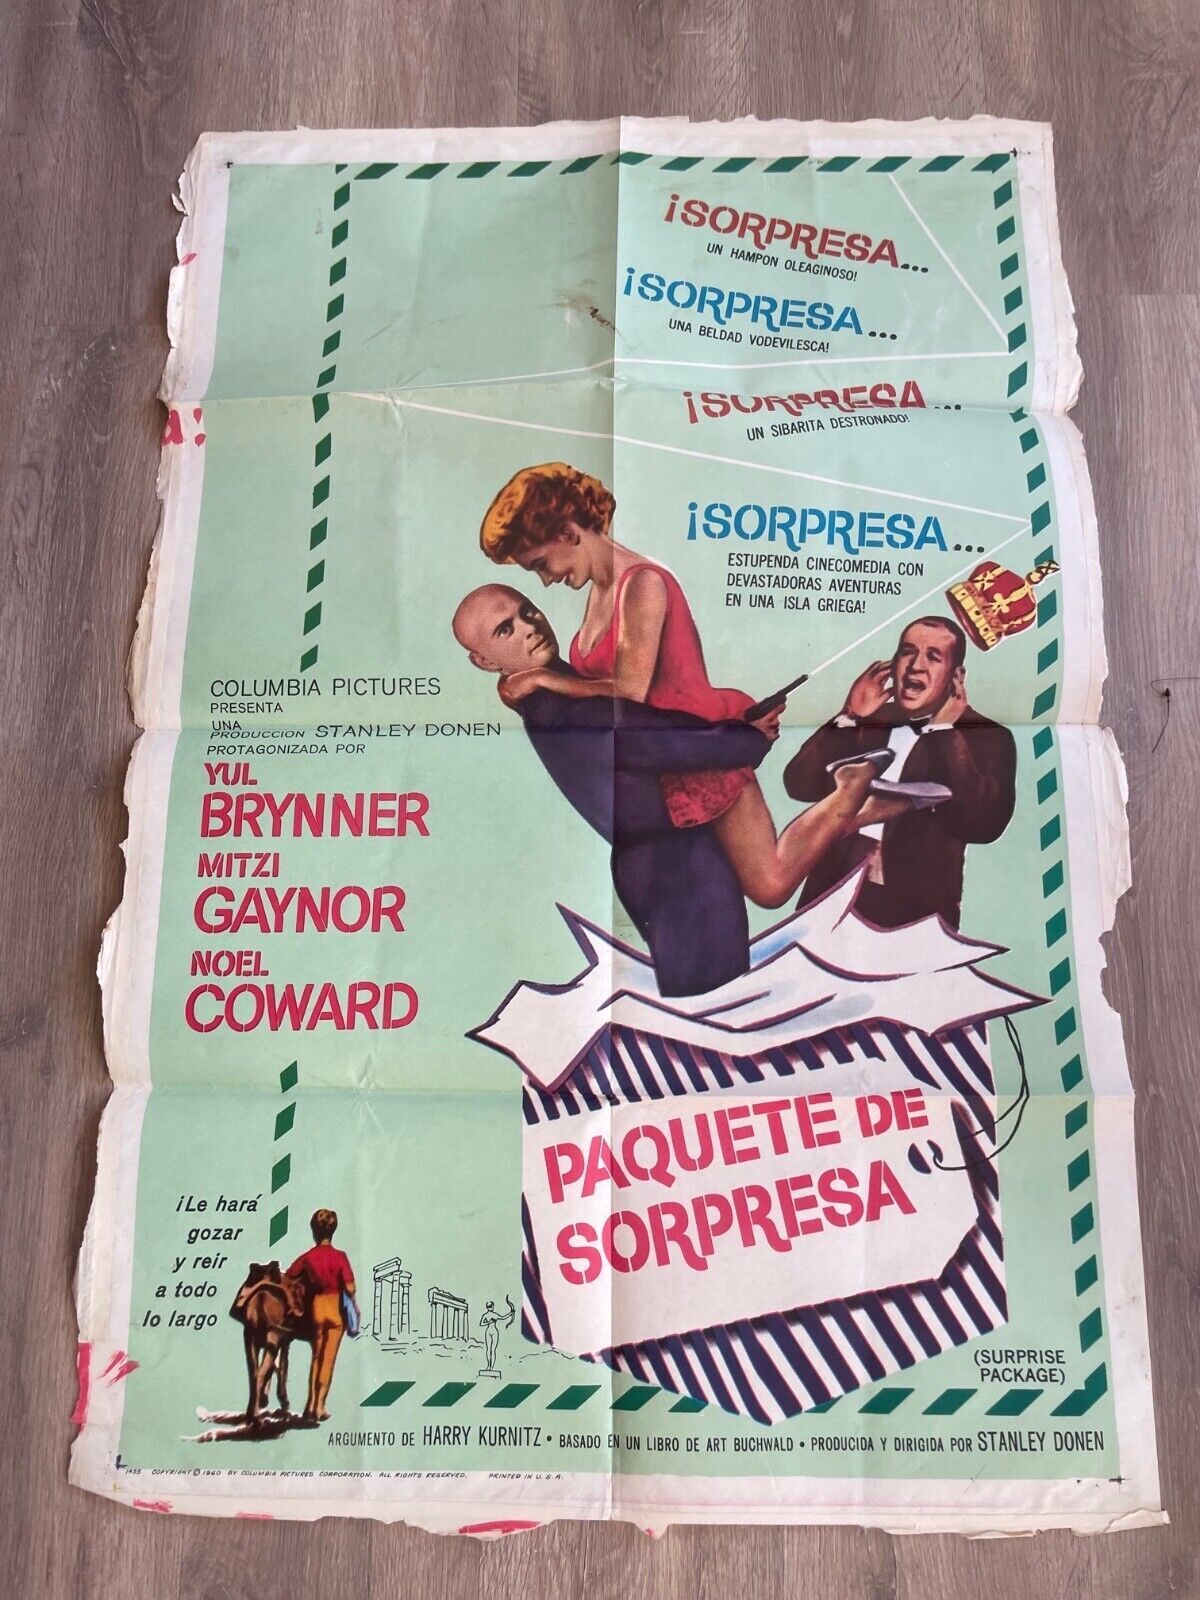 ¡SORPRESA...
UN HAMPON OLEAGINOSO!
¡SORPRESA...
UNA BELDAD VODEVILESCA!
¡SORPRESA...
UN SIBARITA DESTRONADO!
¡SORPRESA...
ESTUPENDA CINECOMEDIA CON
DEVASTADORAS AVENTURAS
EN UNA ISLA GRIEGA!
COLUMBIA PICTURES
PRESENTA
UNA
PRODUCCION STANLEY DONEN
PROTAGONIZADA POR
YUL
BRYNNER
MITZI
GAYNOR
NOEL
COWARD
PAQUETE DE
SORPRESA"
¡Le hará
gozar
y reir
a todo
lo largo
(SURPRISE
PACKAGE)
ARGUMENTO DE HARRY KURNITZ • BASADO EN UN LIBRO DE ART BUCHWALD • PRODUCIDA Y DIRIGIDA POR STANLEY DONEN
1455 COPYRIGHT © 1960 BY COLUMBIA PICTURES CORPORATION. ALL RIGHTS RESERVED. PRINTED IN U.S.A.